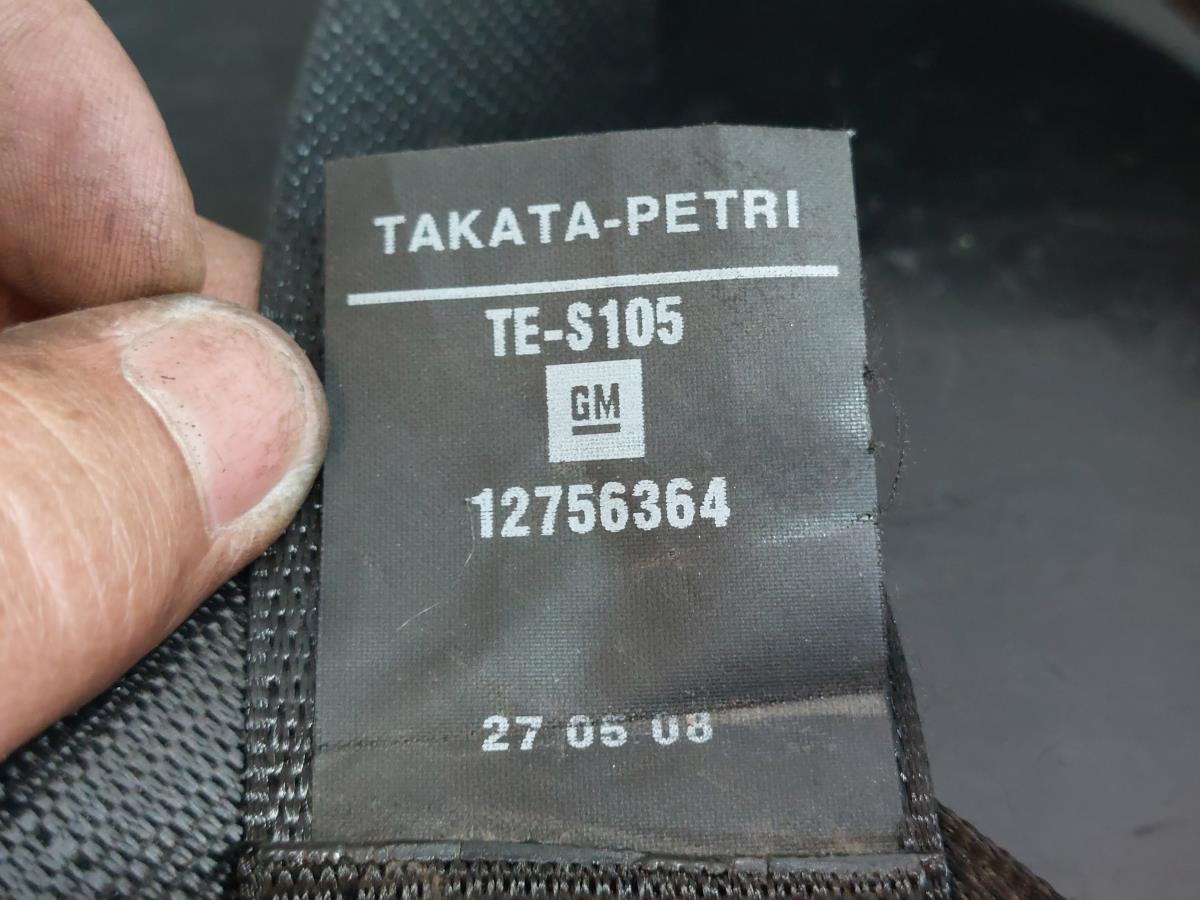 TAKATA-PETRI
TE-S105
GM
12756364
27 05 08